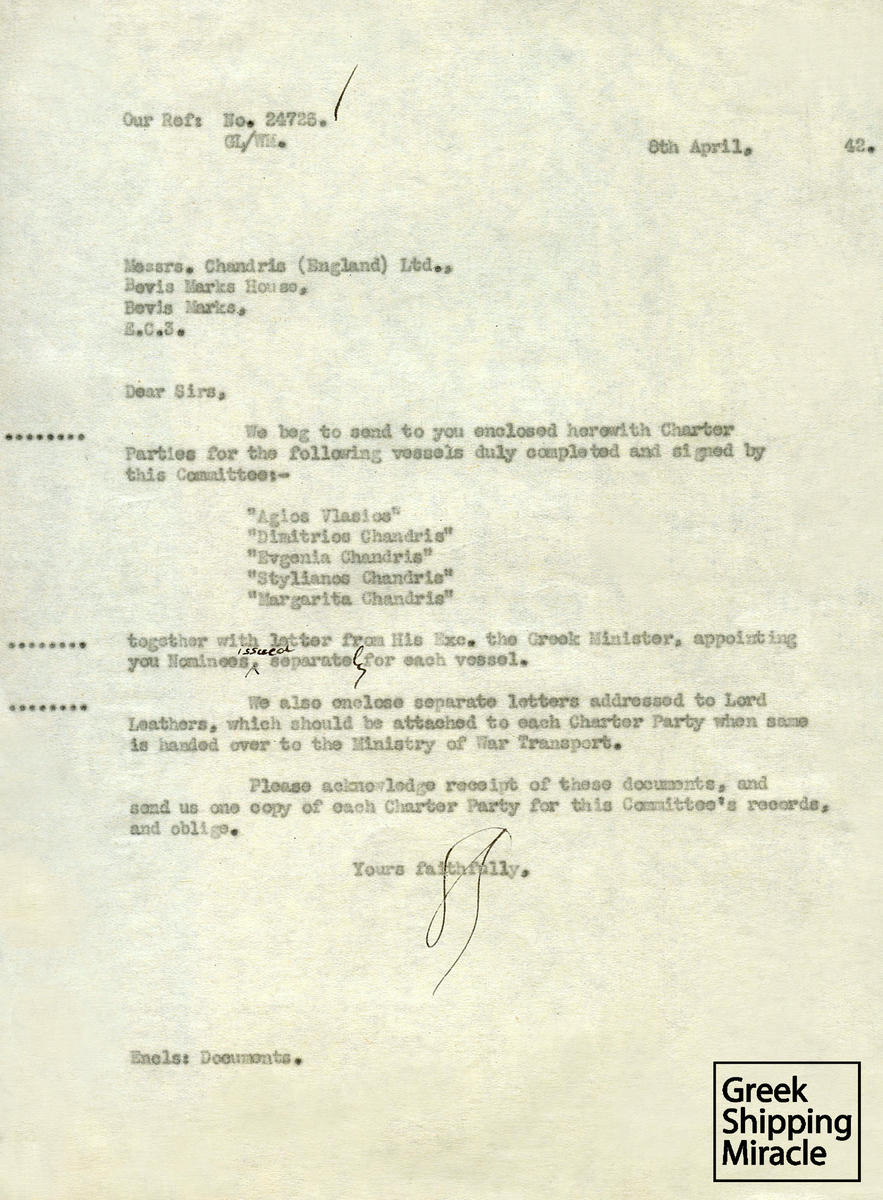 Our Ref: No. 24725.
GL/WM.
8th April, 42.
Messrs. Chandris (England) Ltd.,
Bevis Marks House,
Bevis Marks,
E.C.3.
Dear Sirs,
........ We beg to send to you enclosed herewith Charter
Parties for the following vessels duly completed and signed by
this Committee:-
"Agios Vlasios"
"Dimitrios Chandris"
"Evgenia Chandris"
"Stylianos Chandris"
"Margarita Chandris"
........ together with letter from His Exc. the Greek Minister, appointing
you Nominees, issued separately for each vessel.
........ We also enclose separate letters addressed to Lord
Leathers, which should be attached to each Charter Party when same
is handed over to the Ministry of War Transport.
Please acknowledge receipt of these documents, and
send us one copy of each Charter Party for this Committee's records,
and oblige.
Yours faithfully,
Encls: Documents.
Greek
Shipping
Miracle